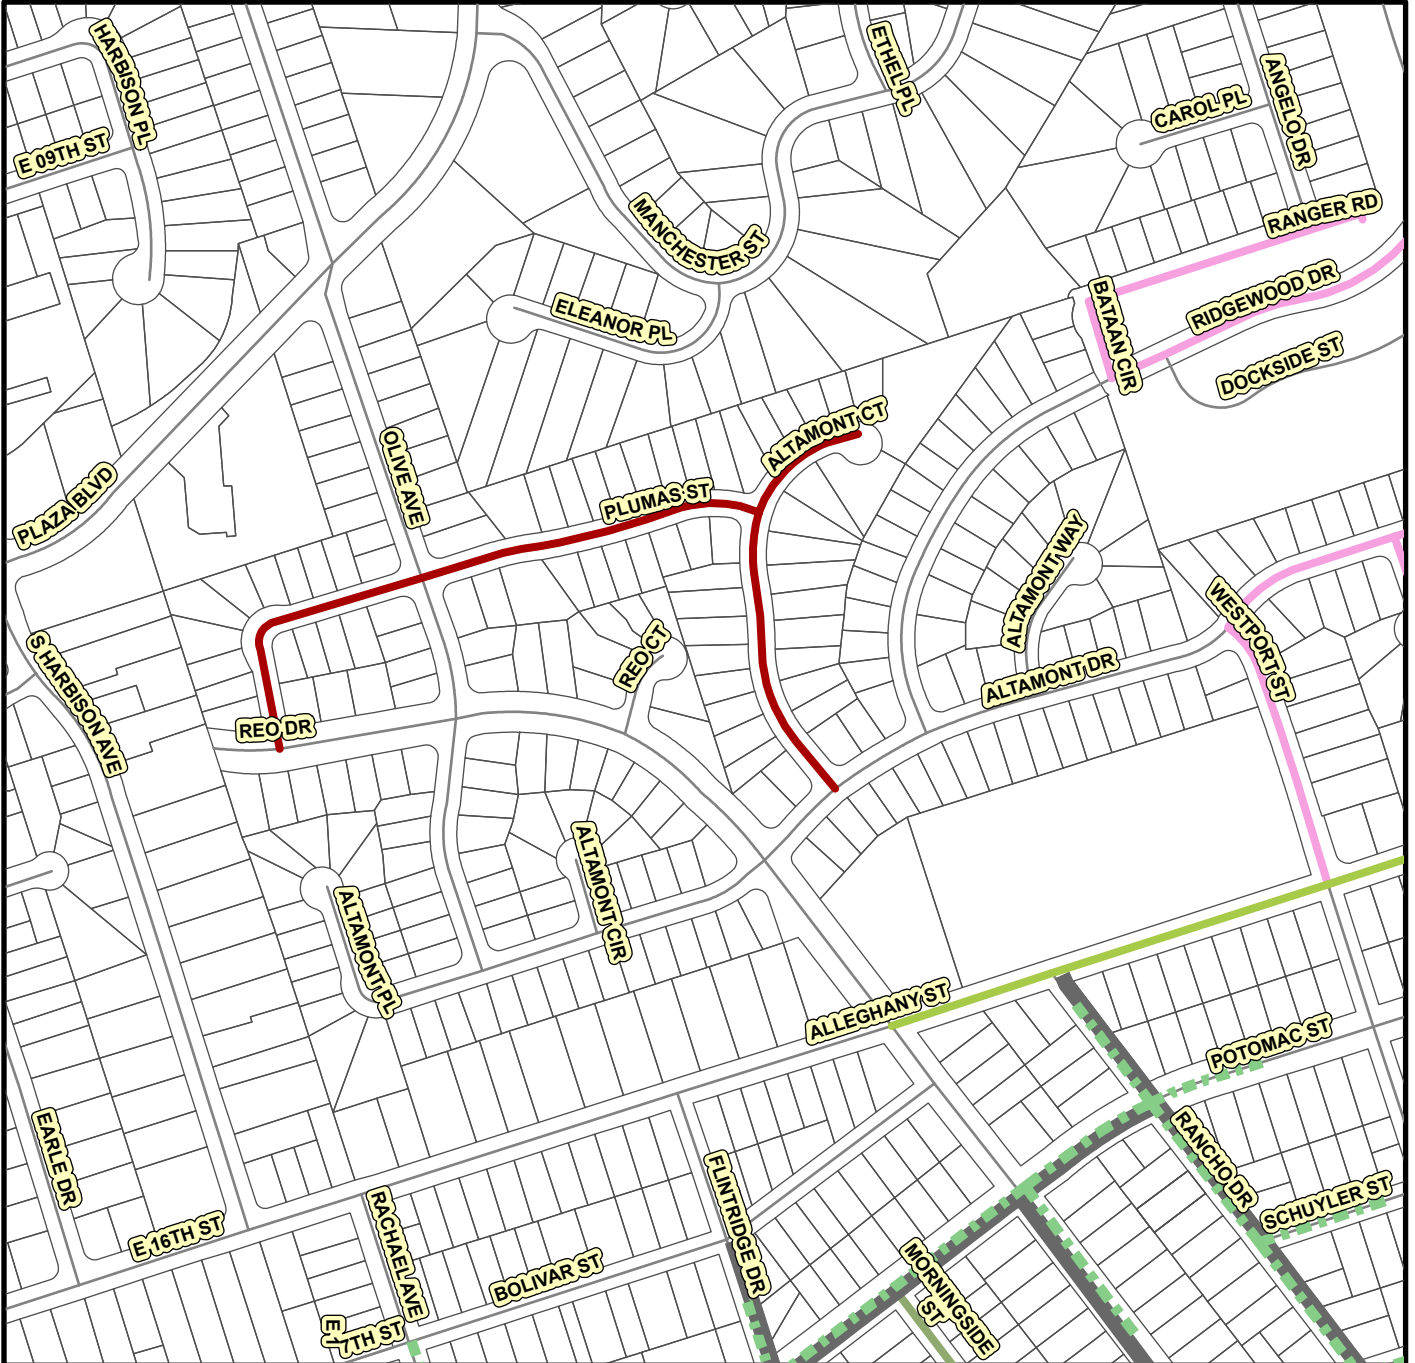 HARBISON PL
ETHEL PL
ANGELO DR
CAROL PL
E 09TH ST
RANGER RD
MANCHESTER ST
BATAAN CIR
RIDGEWOOD DR
ELEANOR PL
DOCKSIDE ST
ALTAMONT CT
OLIVE AVE
PLAZA BLVD
PLUMAS ST
ALTAMONT WAY
WESTPORT ST
REO CT
S HARBISON AVE
ALTAMONT DR
REO DR
ALTAMONT CIR
ALTAMONT PL
ALLEGHANY ST
POTOMAC ST
EARLE DR
RANCHO DR
FLINTRIDGE DR
SCHUYLER ST
RACHAEL AVE
E 16TH ST
BOLIVAR ST
MORNINGSIDE
ST
E 17TH ST